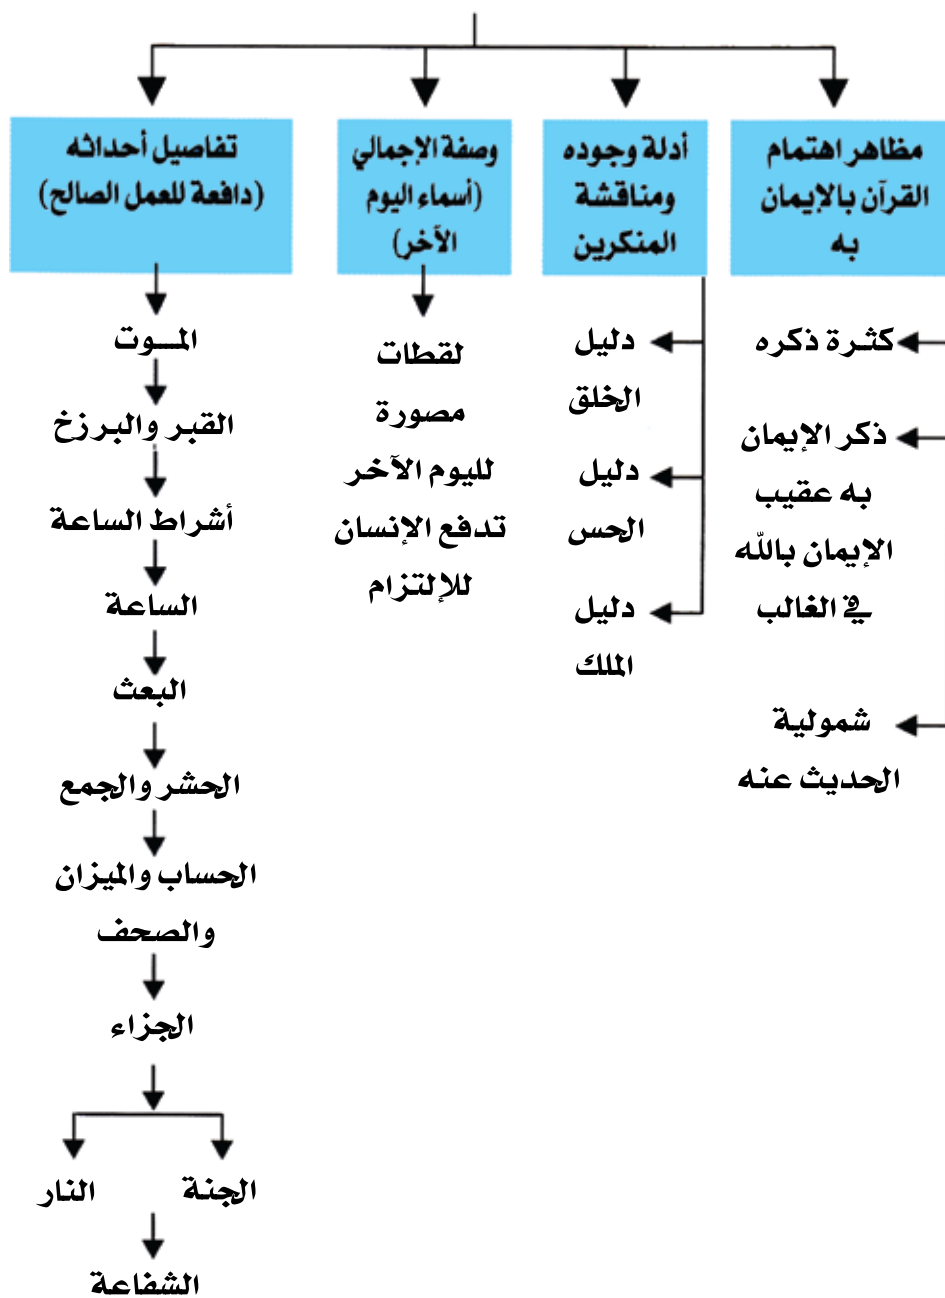 مظاهر اهتمام
القرآن بالإيمان
به
كثرة ذكره
ذكر الإيمان
به عقيب
الإيمان بالله
في الغالب
شمولية
الحديث عنه
أدلة وجوده
ومناقشة
المنكرين
دليل
الخلق
دليل
الحس
دليل
الملك
وصفة الإجمالي
(أسماء اليوم
الآخر)
لقطات
مصورة
لليوم الآخر
تدفع الإنسان
للإلتزام
تفاصيل أحداثه
(دافعة للعمل الصالح)
المــوت
القبر والبرزخ
أشراط الساعة
الساعة
البعث
الحشر والجمع
الحساب والميزان
والصحف
الجزاء
الجنة
النار
الشفاعة